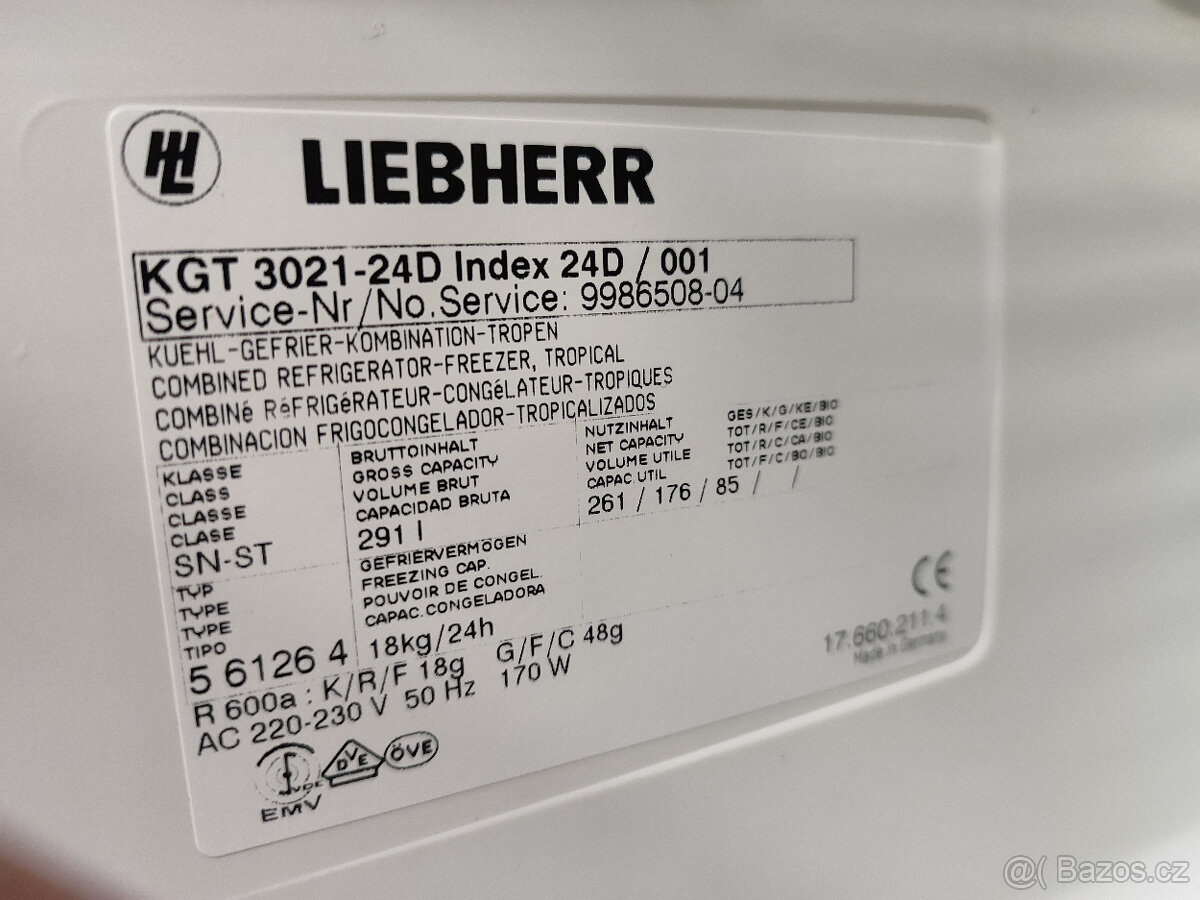 HL
LIEBHERR
KGT 3021-24D Index 24D / 001
Service-Nr/No.Service: 9986508-04
KUEHL-GEFRIER-KOMBINATION-TROPEN
COMBINED REFRIGERATOR-FREEZER, TROPICAL
COMBINé RéFRIGéRATEUR-CONGéLATEUR-TROPIQUES
COMBINACION FRIGOCONGELADOR-TROPICALIZADOS
KLASSE
CLASS
CLASSE
CLASE
SN-ST
BRUTTOINHALT
GROSS CAPACITY
VOLUME BRUT
CAPACIDAD BRUTA
291 l
NUTZINHALT GES/K/G/KE/BIO
NET CAPACITY TOT/R/F/CE/BIO
VOLUME UTILE TOT/R/C/CA/BIO
CAPAC.UTIL TOT/F/C/BO/BIO
261 / 176 / 85 / /
TYP
TYPE
TYPE
TIPO
5 6126 4
GEFRIERVERMÖGEN
FREEZING CAP.
POUVOIR DE CONGEL.
CAPAC.CONGELADORA
18kg/24h
R 600a : K/R/F 18g G/F/C 48g
AC 220-230 V 50 Hz 170 W
VDE
EMV
DVE
ÖVE
CE
17.660.211.4
Made in Germany
@( Bazos.cz